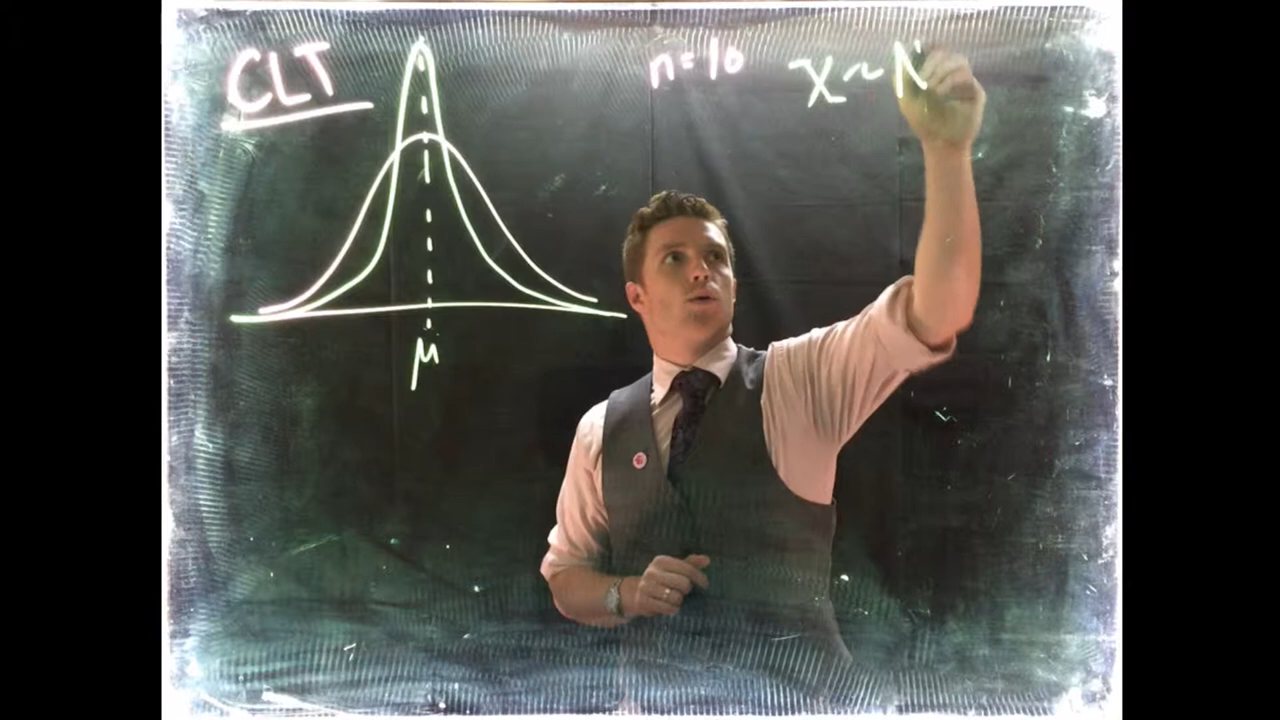 CLT
n=10 X~N
μ